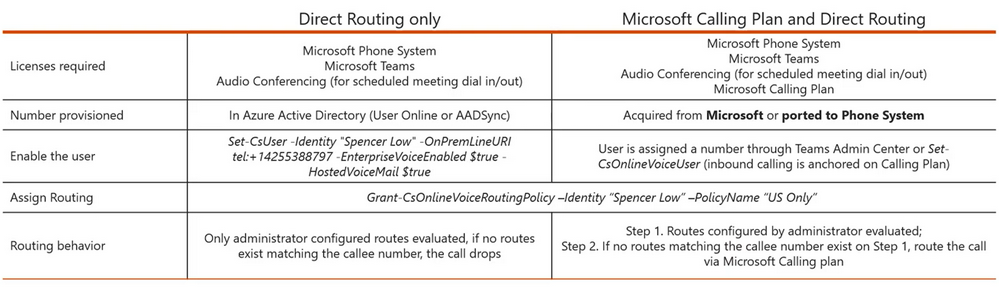 Direct Routing only
Microsoft Calling Plan and Direct Routing
Licenses required
Microsoft Phone System
Microsoft Teams
Audio Conferencing (for scheduled meeting dial in/out)
Microsoft Phone System
Microsoft Teams
Audio Conferencing (for scheduled meeting dial in/out)
Microsoft Calling Plan
Number provisioned
In Azure Active Directory (User Online or AADSync)
Acquired from Microsoft or ported to Phone System
Enable the user
Set-CsUser -Identity "Spencer Low" -OnPremLineURI
tel:+14255388797 -EnterpriseVoiceEnabled $true -
HostedVoiceMail $true
User is assigned a number through Teams Admin Center or Set-
CsOnlineVoiceUser (inbound calling is anchored on Calling Plan)
Assign Routing
Grant-CsOnlineVoiceRoutingPolicy –Identity “Spencer Low” –PolicyName “US Only”
Routing behavior
Only administrator configured routes evaluated, if no routes
exist matching the callee number, the call drops
Step 1. Routes configured by administrator evaluated;
Step 2. If no routes matching the callee number exist on Step 1, route the call
via Microsoft Calling plan